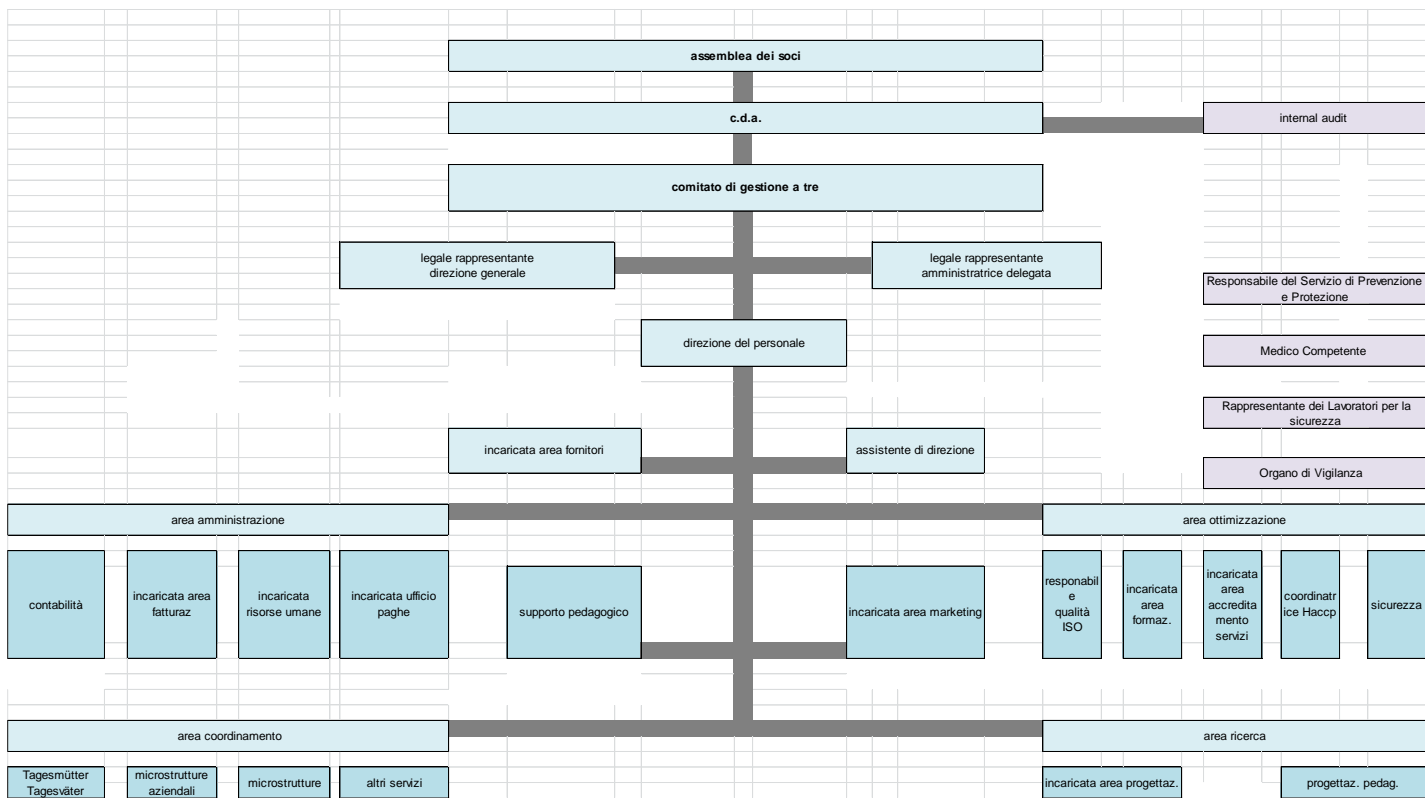 assemblea dei soci
c.d.a.
internal audit
comitato di gestione a tre
legale rappresentante
direzione generale
legale rappresentante
amministratrice delegata
Responsabile del Servizio di Prevenzione
e Protezione
direzione del personale
Medico Competente
Rappresentante dei Lavoratori per la
sicurezza
incaricata area fornitori
assistente di direzione
Organo di Vigilanza
area amministrazione
area ottimizzazione
contabilità
incaricata area
fatturaz
incaricata
risorse umane
incaricata ufficio
paghe
supporto pedagogico
incaricata area marketing
responabil
e
qualità
ISO
incaricata
area
formaz.
incaricata
area
accredita
mento
servizi
coordinatr
ice Haccp
sicurezza
area coordinamento
area ricerca
Tagesmütter
Tagesväter
microstrutture
aziendali
microstrutture
altri servizi
incaricata area progettaz.
progettaz. pedag.